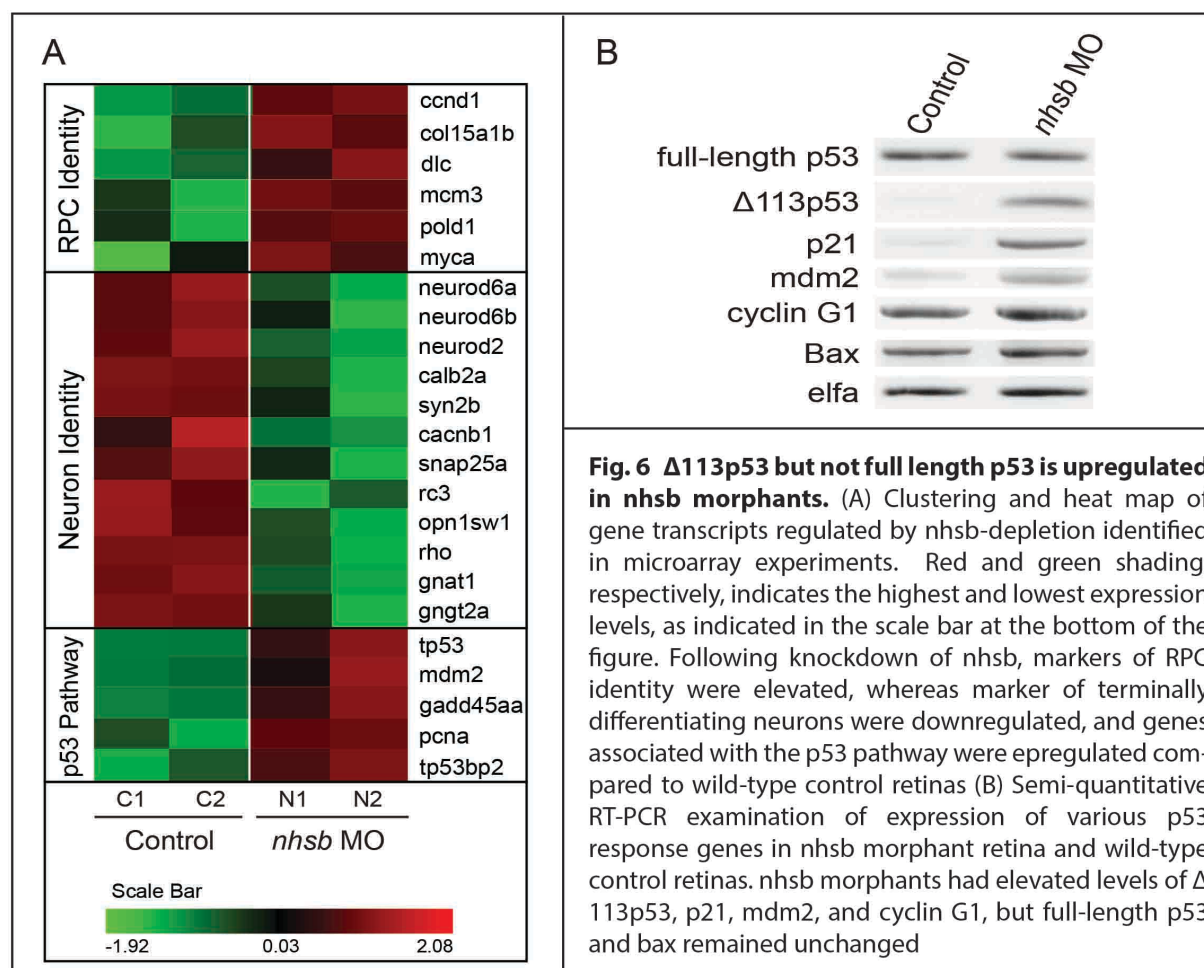 A
RPC Identity
ccnd1
col15a1b
dlc
mcm3
pold1
myca
Neuron Identity
neurod6a
neurod6b
neurod2
calb2a
syn2b
cacnb1
snap25a
rc3
opn1sw1
rho
gnat1
gngt2a
p53 Pathway
tp53
mdm2
gadd45aa
pcna
tp53bp2
C1 C2 N1 N2
Control nhsb MO
Scale Bar
-1.92 0.03 2.08
B
Control nhsb MO
full-length p53
Δ113p53
p21
mdm2
cyclin G1
Bax
elfa
Fig. 6 Δ113p53 but not full length p53 is upregulated
in nhsb morphants. (A) Clustering and heat map of
gene transcripts regulated by nhsb-depletion identified
in microarray experiments. Red and green shading,
respectively, indicates the highest and lowest expression
levels, as indicated in the scale bar at the bottom of the
figure. Following knockdown of nhsb, markers of RPC
identity were elevated, whereas marker of terminally
differentiating neurons were downregulated, and genes
associated with the p53 pathway were epregulated com-
pared to wild-type control retinas (B) Semi-quantitative
RT-PCR examination of expression of various p53
response genes in nhsb morphant retina and wild-type
control retinas. nhsb morphants had elevated levels of Δ
113p53, p21, mdm2, and cyclin G1, but full-length p53
and bax remained unchanged